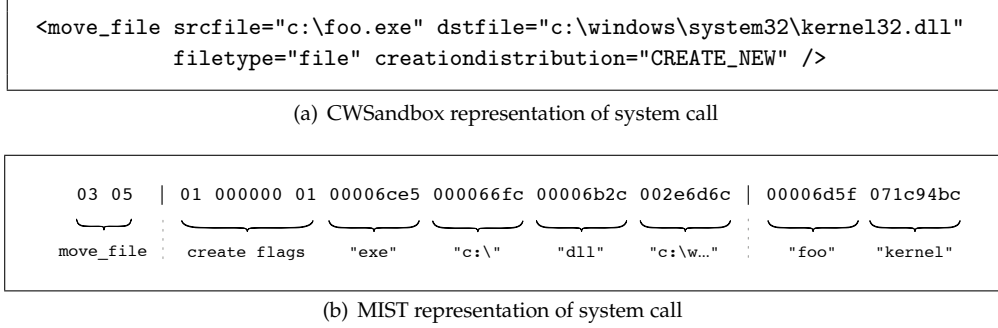 <move_file srcfile="c:\foo.exe" dstfile="c:\windows\system32\kernel32.dll"
filetype="file" creationdistribution="CREATE_NEW" />
(a) CWSandbox representation of system call
03 05 | 01 000000 01 00006ce5 000066fc 00006b2c 002e6d6c | 00006d5f 071c94bc
move_file create flags "exe" "c:\" "dll" "c:\w…" "foo" "kernel"
(b) MIST representation of system call